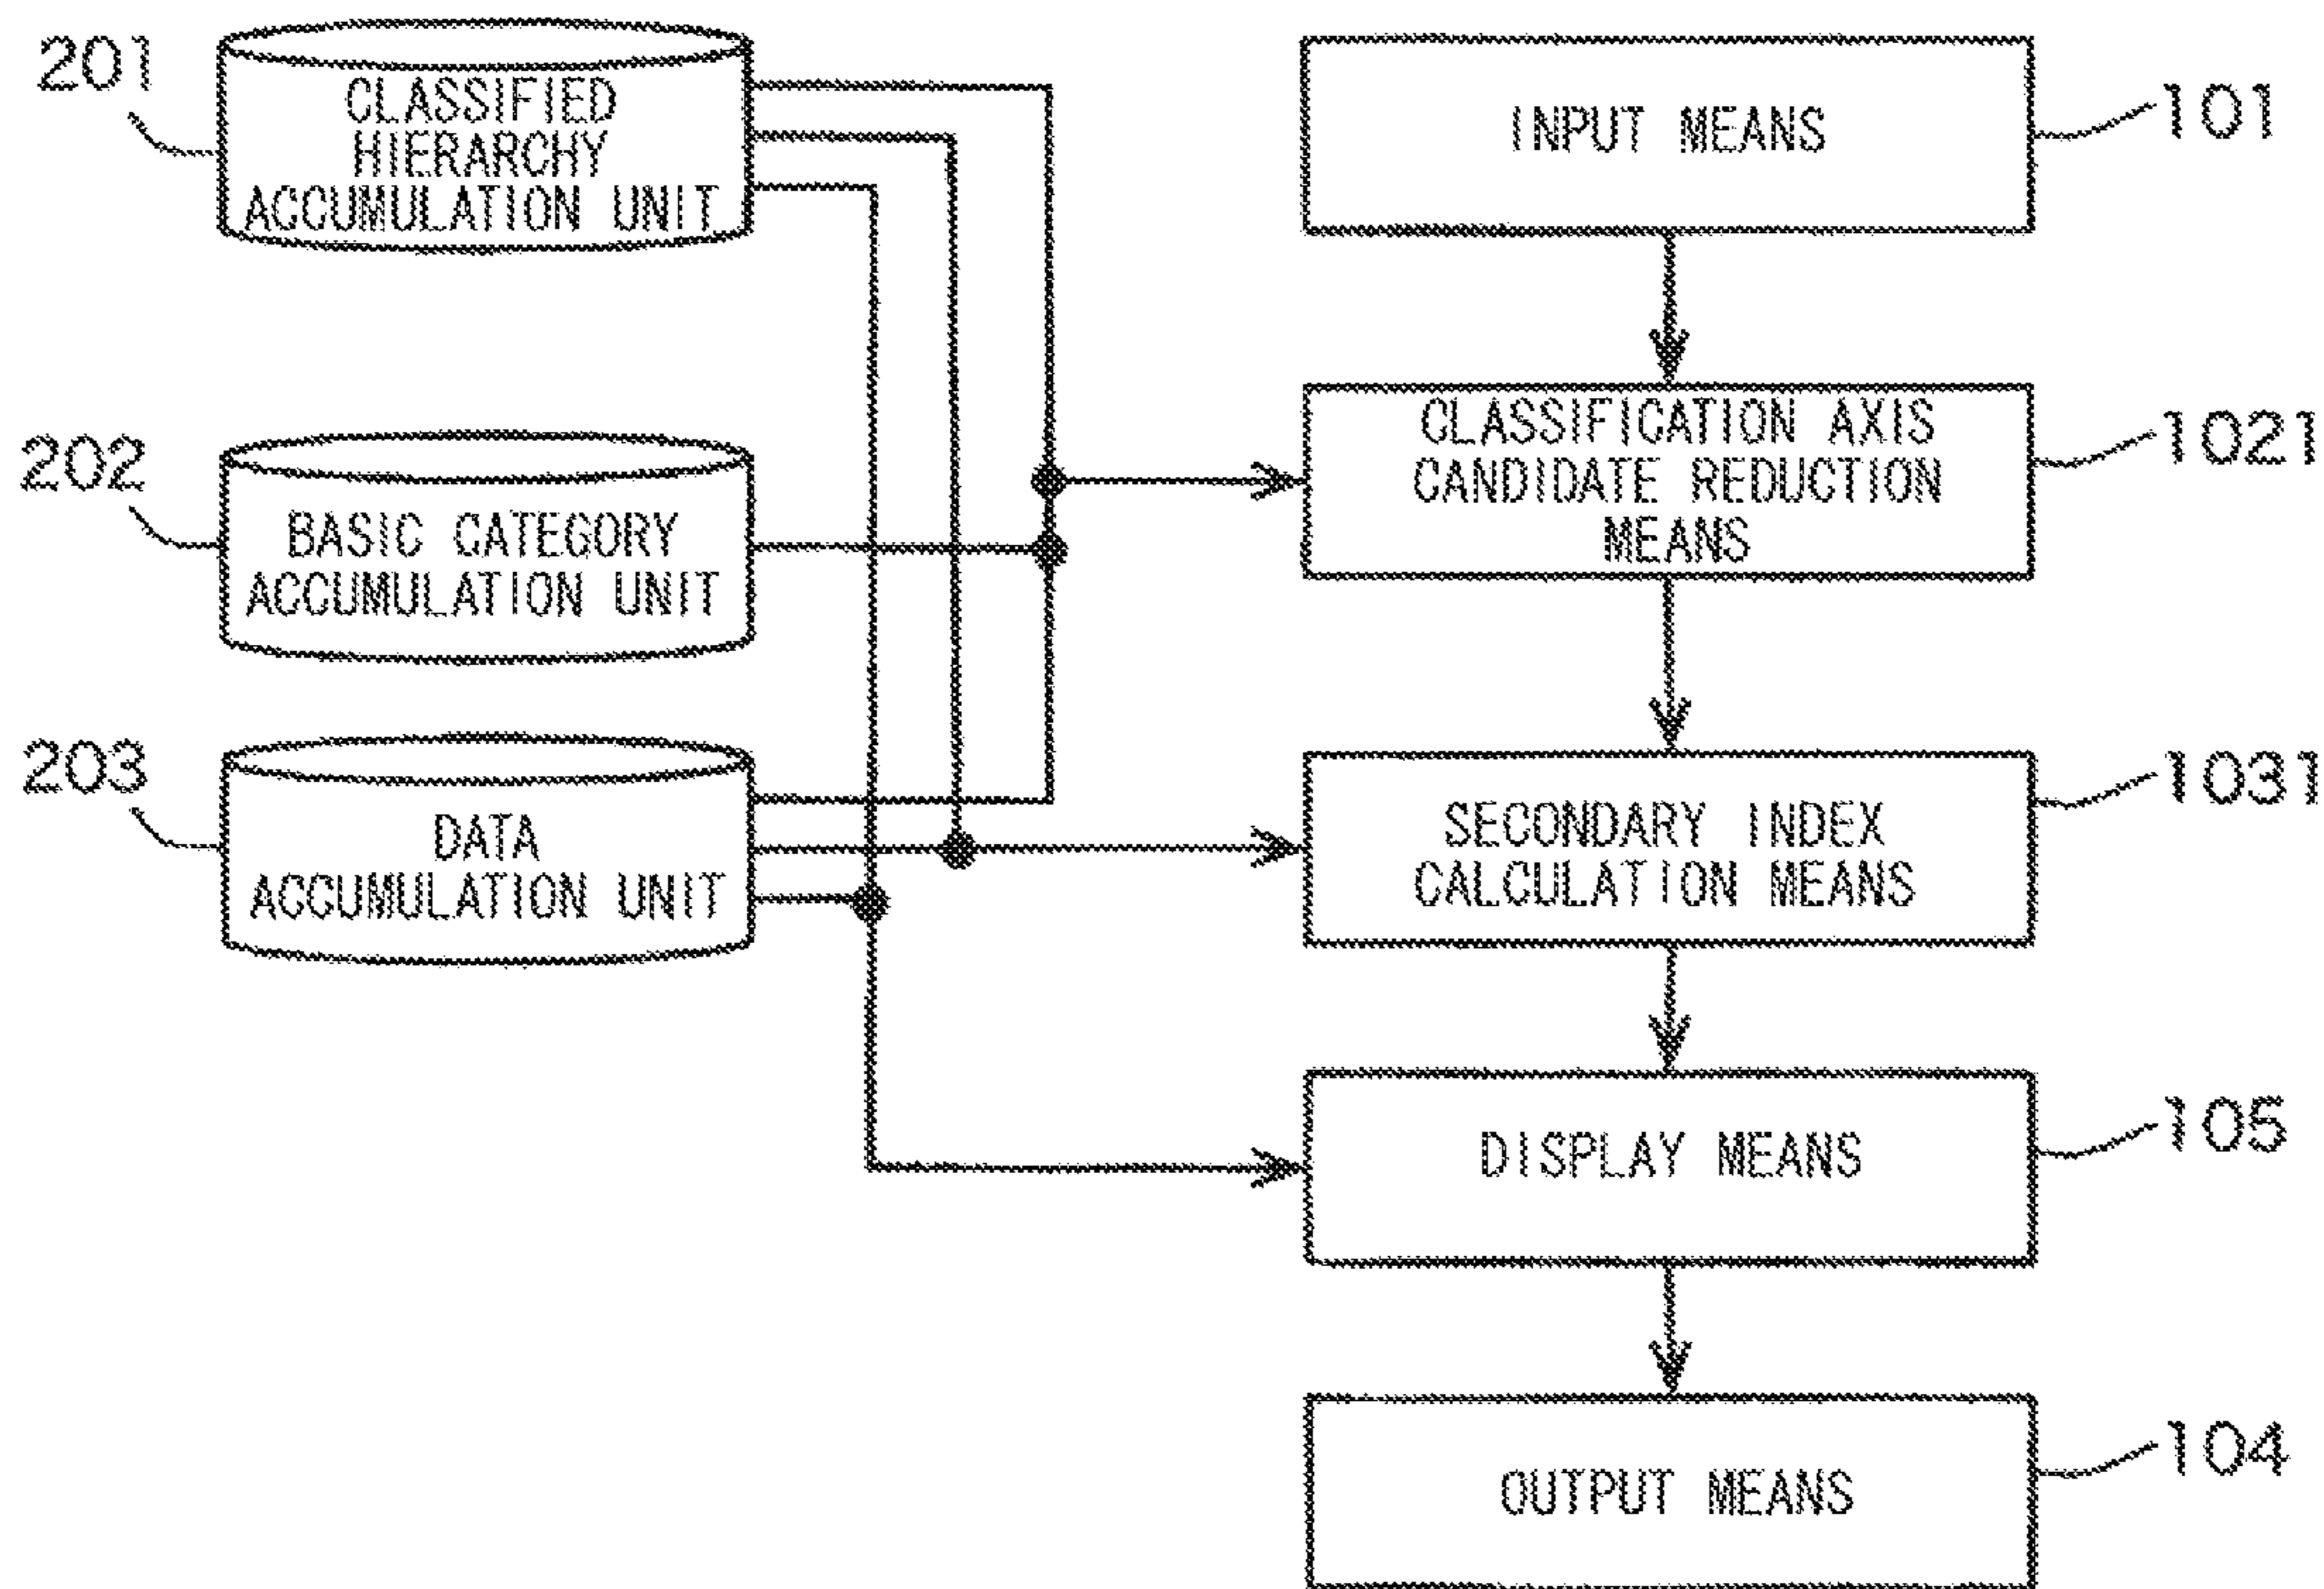 201
CLASSIFIED
HIERARCHY
ACCUMULATION UNIT
202
BASIC CATEGORY
ACCUMULATION UNIT
203
DATA
ACCUMULATION UNIT
INPUT MEANS
101
CLASSIFICATION AXIS
CANDIDATE REDUCTION
MEANS
1021
SECONDARY INDEX
CALCULATION MEANS
1031
DISPLAY MEANS
105
OUTPUT MEANS
104